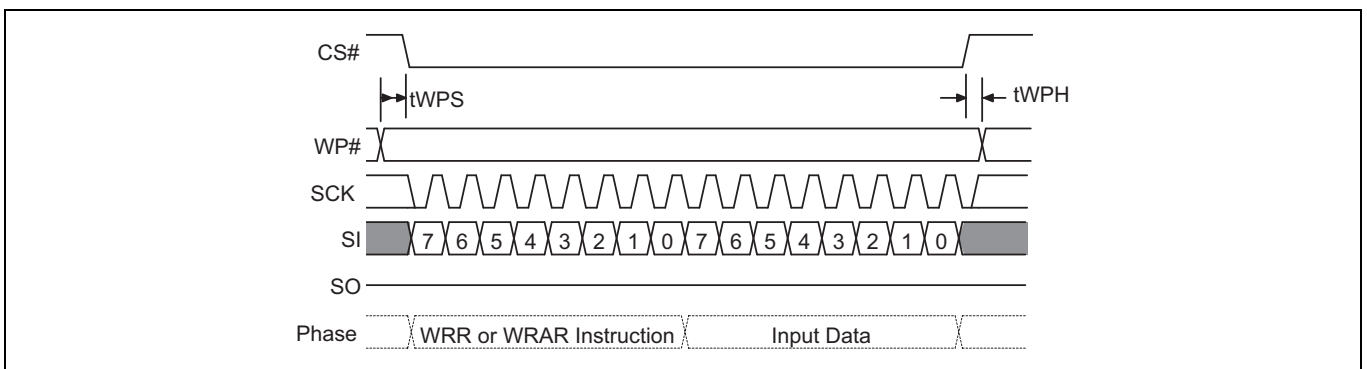 CS#
tWPS
tWPH
WP#
SCK
SI 7 6 5 4 3 2 1 0 7 6 5 4 3 2 1 0
SO
Phase WRR or WRAR Instruction Input Data